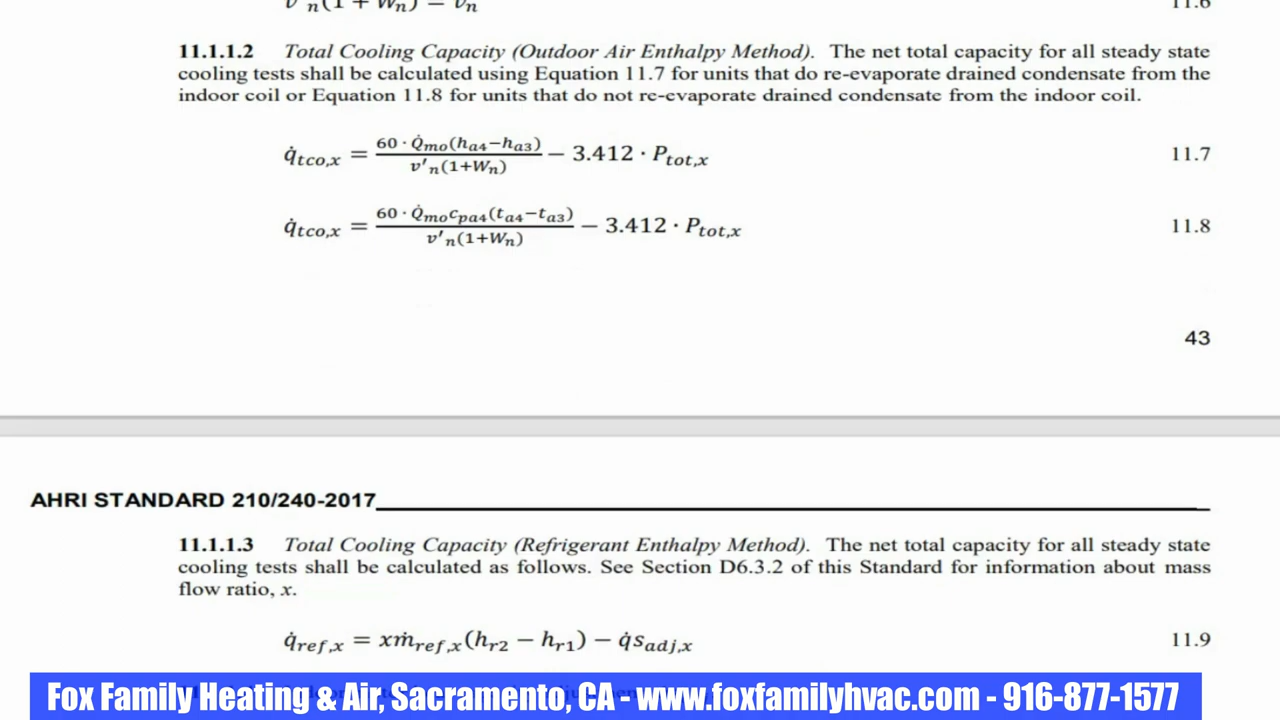 v'n(1 + Wn) = vn 11.6
11.1.1.2 Total Cooling Capacity (Outdoor Air Enthalpy Method). The net total capacity for all steady state
cooling tests shall be calculated using Equation 11.7 for units that do re-evaporate drained condensate from the
indoor coil or Equation 11.8 for units that do not re-evaporate drained condensate from the indoor coil.
q̇tco,x = 60 · Q̇mo(ha4−ha3) / v'n(1+Wn) − 3.412 · Ptot,x 11.7
q̇tco,x = 60 · Q̇mocpa4(ta4−ta3) / v'n(1+Wn) − 3.412 · Ptot,x 11.8
43
AHRI STANDARD 210/240-2017
11.1.1.3 Total Cooling Capacity (Refrigerant Enthalpy Method). The net total capacity for all steady state
cooling tests shall be calculated as follows. See Section D6.3.2 of this Standard for information about mass
flow ratio, x.
q̇ref,x = xṁref,x(hr2 − hr1) − q̇sadj,x 11.9
Fox Family Heating & Air, Sacramento, CA - www.foxfamilyhvac.com - 916-877-1577